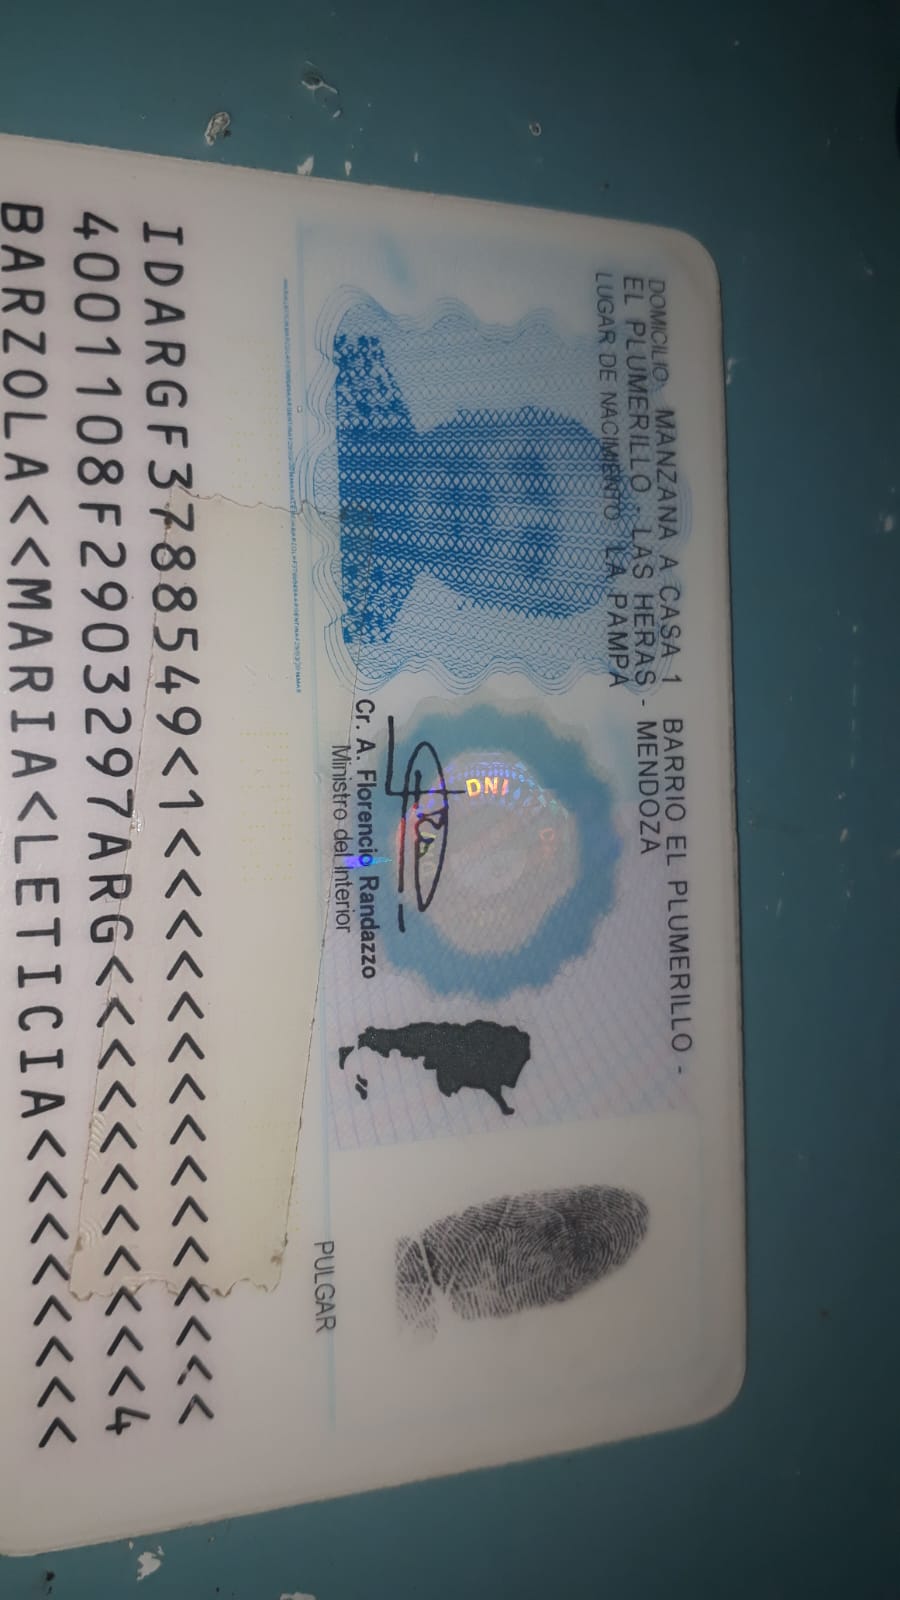 DOMICILIO MANZANA A CASA 1 BARRIO EL PLUMERILLO -
EL PLUMERILLO - LAS HERAS - MENDOZA
LUGAR DE NACIMIENTO LA PAMPA
DNI
Cr. A. Florencio Randazzo
Ministro del Interior
PULGAR
IDARGF37885549<1<<<<<<<<<<<<<<
4001108F2903297ARG<<<<<<<<<<<4
BARZOLA<<MARIA<LETICIA<<<<<<<<